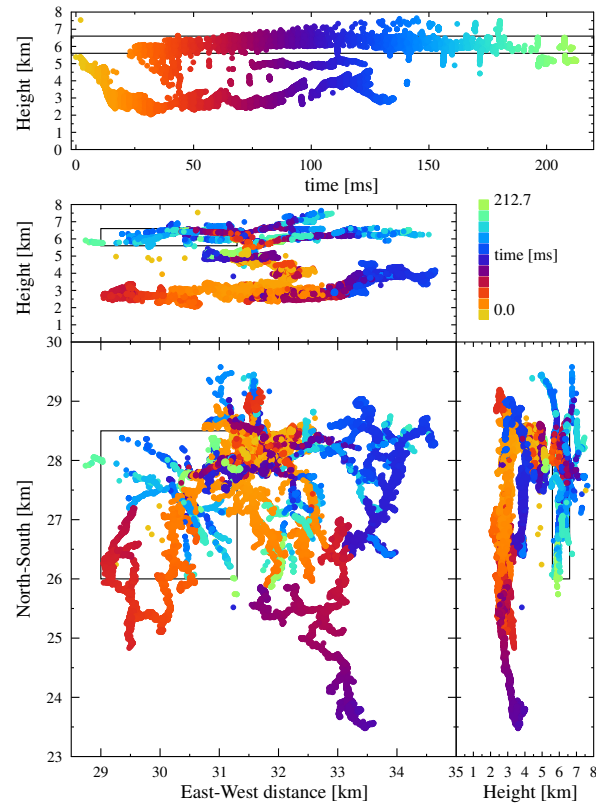 8
7
6
5
4
3
2
1
0
Height [km]
0 50 100 150 200
time [ms]
8
7
6
5
4
3
2
1
Height [km]
212.7
time [ms]
0.0
30
29
28
27
26
25
24
23
North-South [km]
29 30 31 32 33 34 35
East-West distance [km]
1 2 3 4 5 6 7 8
Height [km]